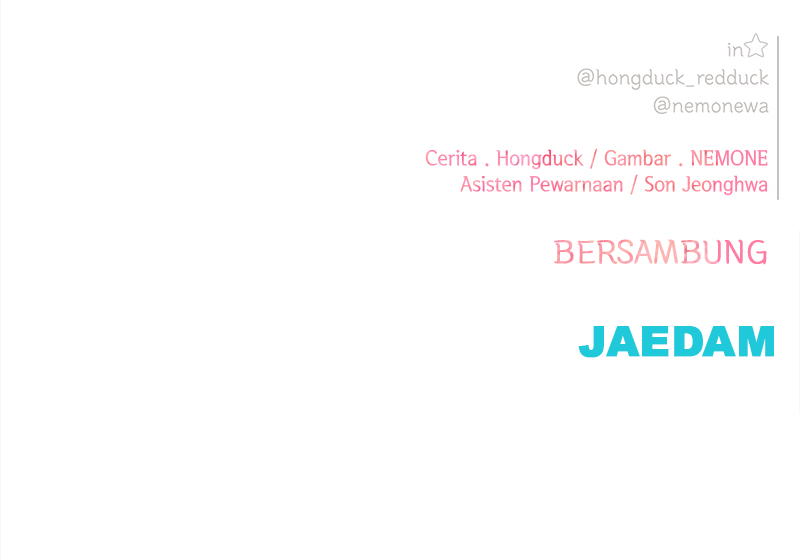 in☆
@hongduck_redduck
@nemonewa
Cerita . Hongduck / Gambar . NEMONE
Asisten Pewarnaan / Son Jeonghwa
BERSAMBUNG
JAEDAM